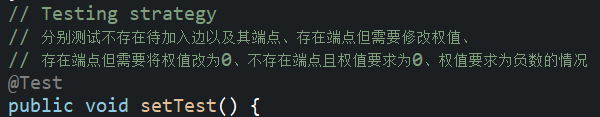 // Testing strategy
// 分别测试不存在待加入边以及其端点、存在端点但需要修改权值、
// 存在端点但需要将权值改为0、不存在端点且权值要求为0、权值要求为负数的情况
@Test
public void setTest() {